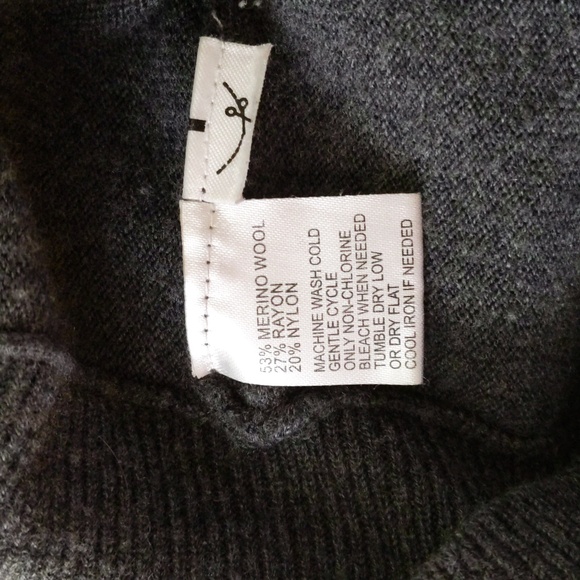 53% MERINO WOOL
27% RAYON
20% NYLON
MACHINE WASH COLD
GENTLE CYCLE
ONLY NON-CHLORINE
BLEACH WHEN NEEDED
TUMBLE DRY LOW
OR DRY FLAT
COOL IRON IF NEEDED